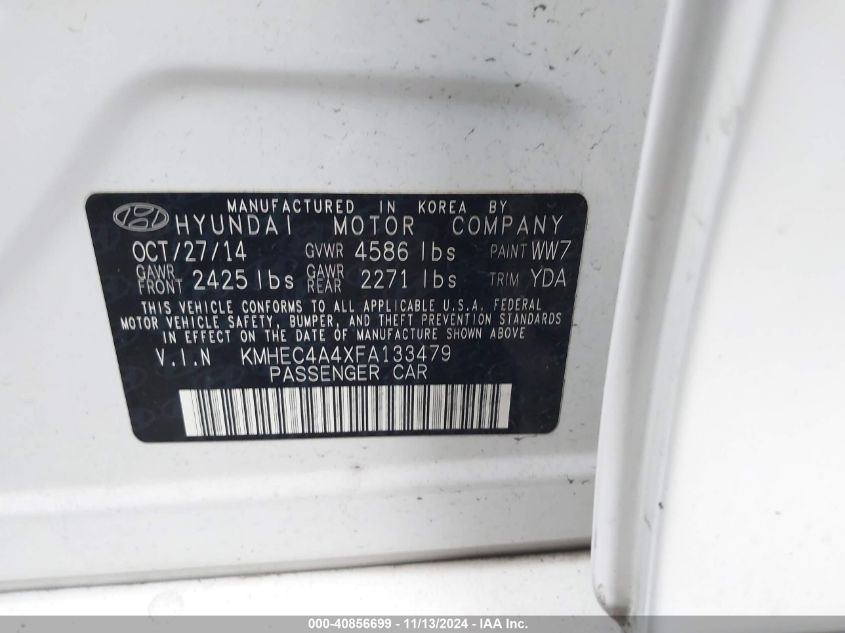 MANUFACTURED IN KOREA BY
HYUNDAI MOTOR COMPANY
OCT/27/14 GVWR 4586 lbs PAINT WW7
GAWR FRONT 2425 lbs GAWR REAR 2271 lbs TRIM YDA
THIS VEHICLE CONFORMS TO ALL APPLICABLE U.S.A. FEDERAL
MOTOR VEHICLE SAFETY, BUMPER, AND THEFT PREVENTION STANDARDS
IN EFFECT ON THE DATE OF MANUFACTURE SHOWN ABOVE
V.I.N KMHEC4A4XFA133479
PASSENGER CAR
000-40856699 - 11/13/2024 - IAA Inc.